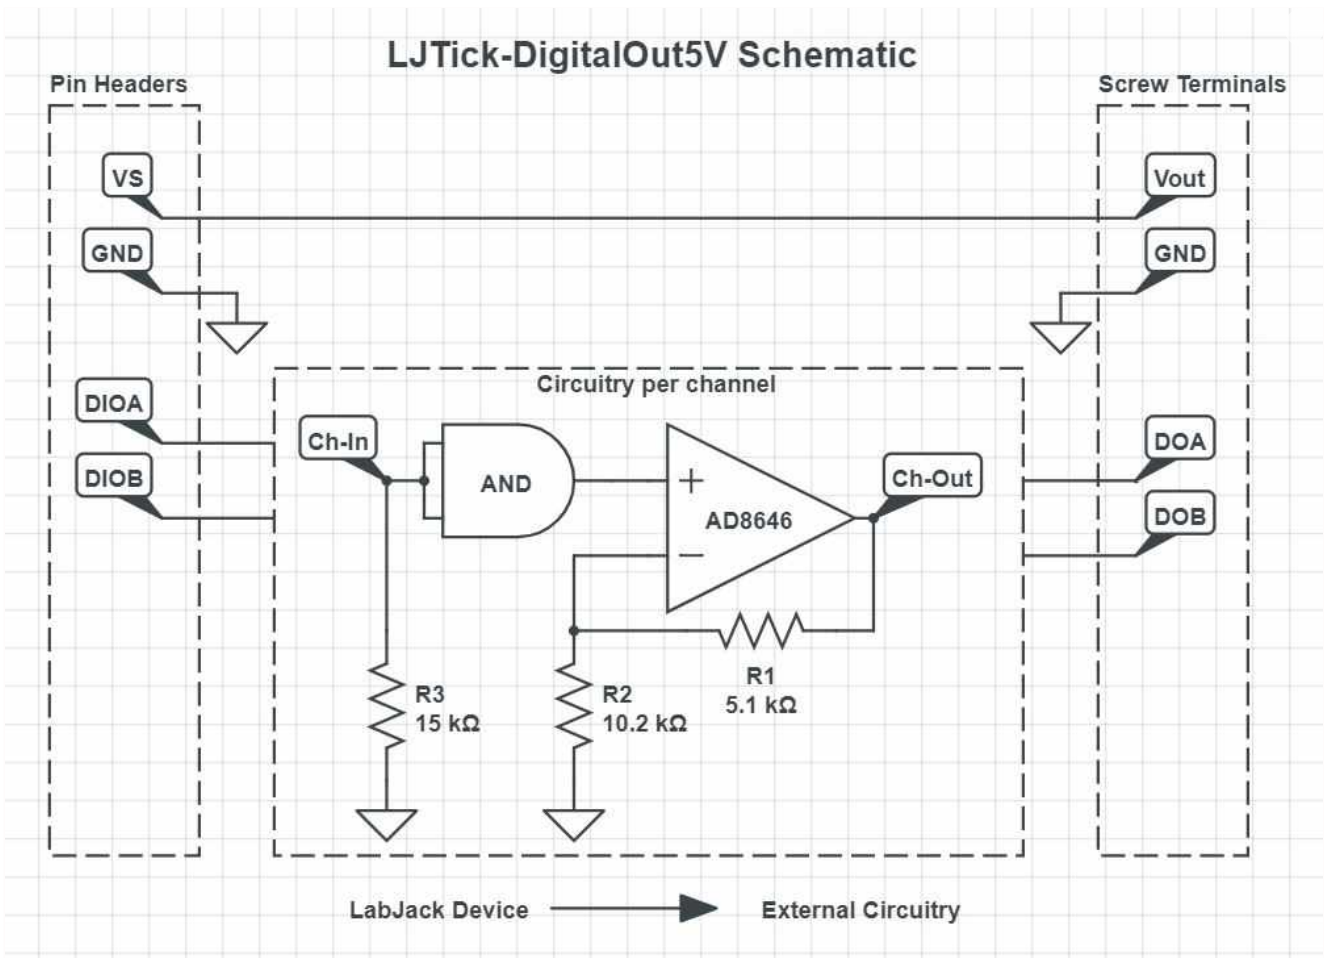 LJTick-DigitalOut5V Schematic
Pin Headers
Screw Terminals
VS
Vout
GND
GND
Circuitry per channel
DIOA
Ch-In
DOA
DIOB
AND
+
Ch-Out
AD8646
DOB
−
R1
5.1 kΩ
R3
15 kΩ
R2
10.2 kΩ
LabJack Device
External Circuitry